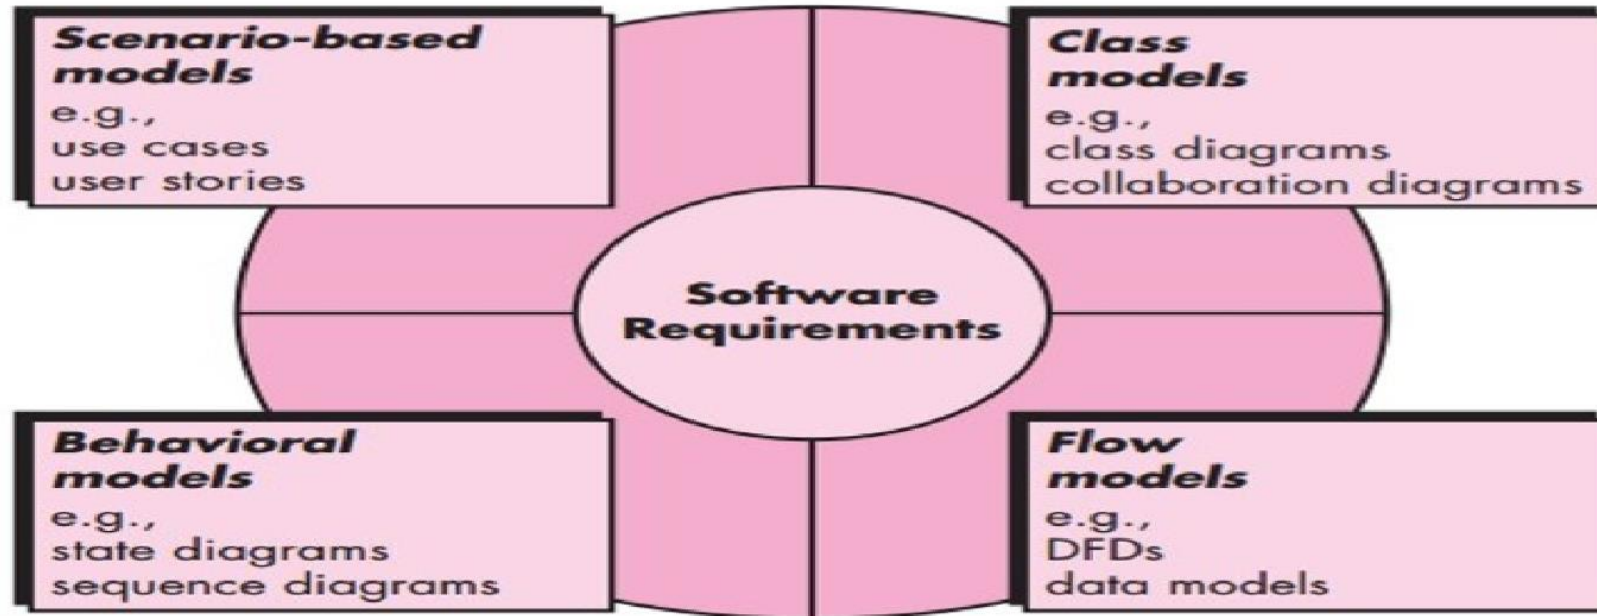 Scenario-based
models
e.g.,
use cases
user stories
Class
models
e.g.,
class diagrams
collaboration diagrams
Software
Requirements
Behavioral
models
e.g.,
state diagrams
sequence diagrams
Flow
models
e.g.,
DFDs
data models